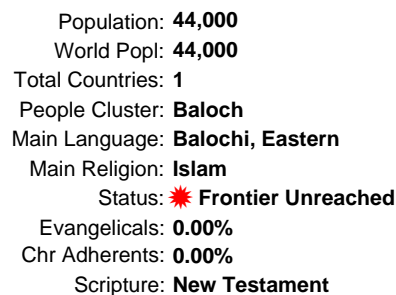 Population: 44,000
World Popl: 44,000
Total Countries: 1
People Cluster: Baloch
Main Language: Balochi, Eastern
Main Religion: Islam
Status: Frontier Unreached
Evangelicals: 0.00%
Chr Adherents: 0.00%
Scripture: New Testament